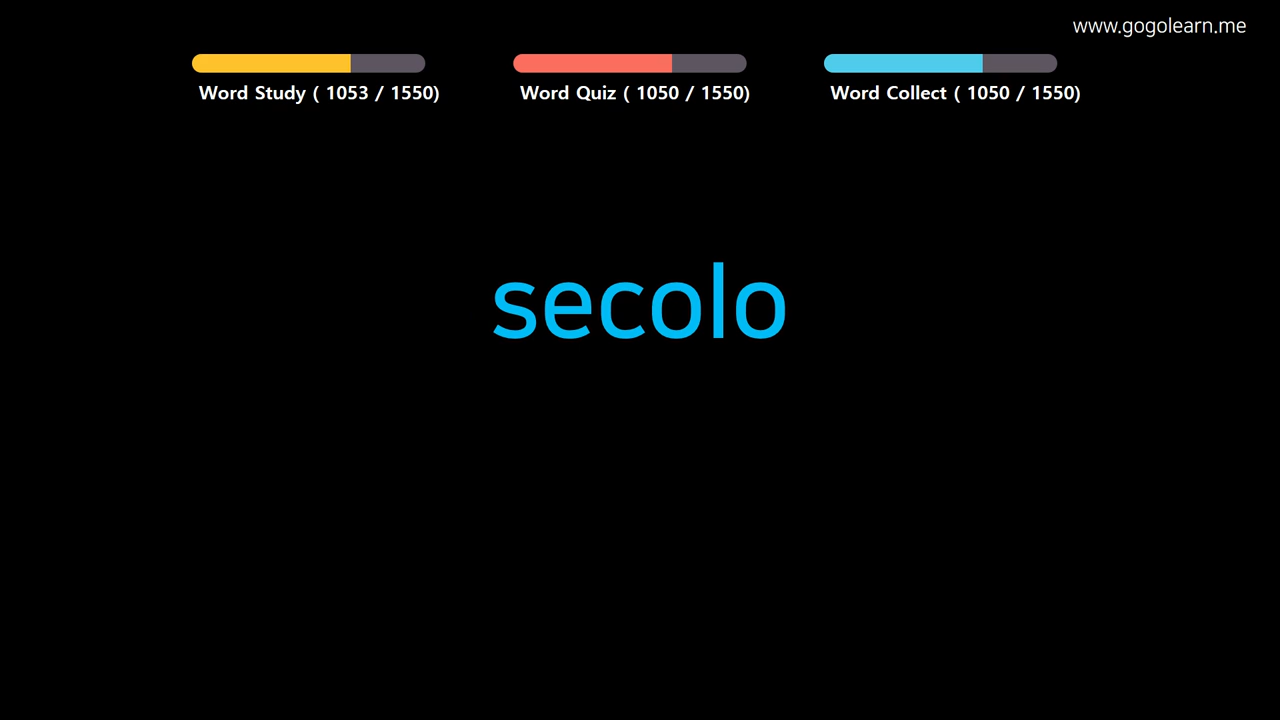 www.gogolearn.me
Word Study ( 1053 / 1550)
Word Quiz ( 1050 / 1550)
Word Collect ( 1050 / 1550)
secolo